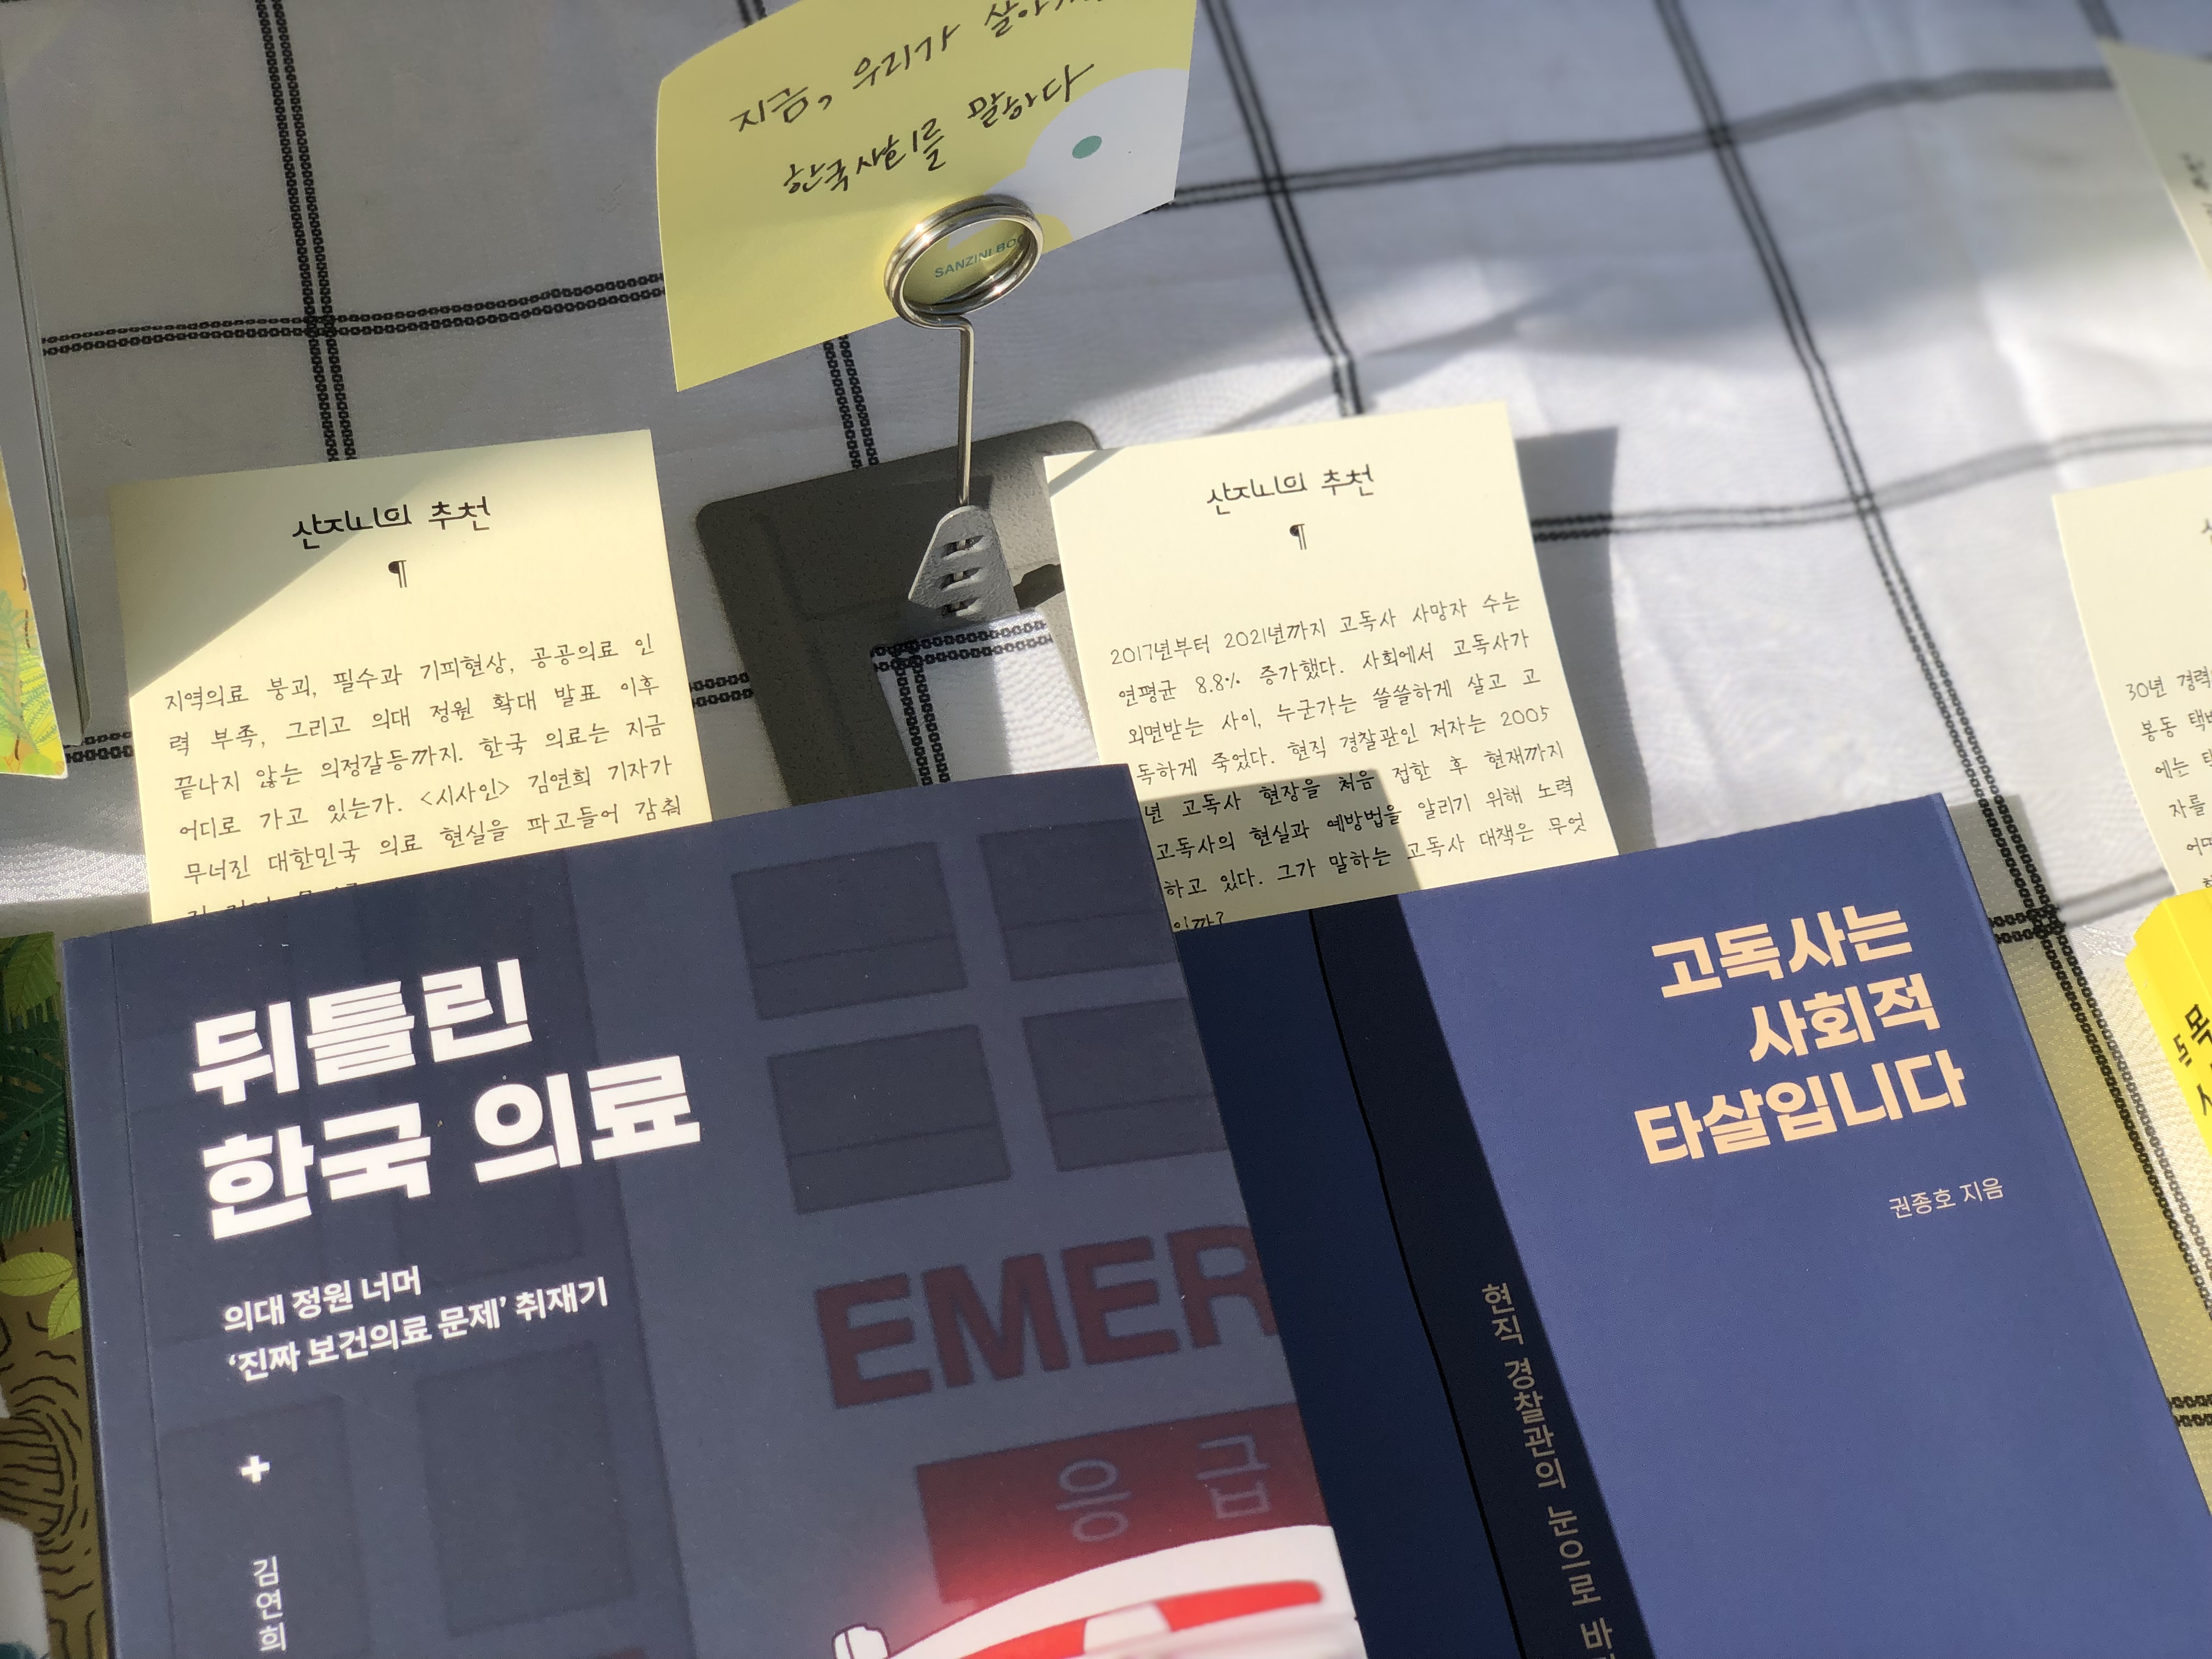 지금, 우리가
한국사회를 말하다
SANZINI
산지니의 추천
¶
지역의료 붕괴, 필수과 기피현상, 공공의료 인
력 부족, 그리고 의대 정원 확대 발표 이후
끝나지 않는 의정갈등까지. 한국 의료는 지금
어디로 가고 있는가. <시사인> 김연희 기자가
무너진 대한민국 의료 현실을 파고들어 감춰
산지니의 추천
¶
2017년부터 2021년까지 고독사 사망자 수는
연평균 8.8% 증가했다. 사회에서 고독사가
외면받는 사이, 누군가는 쓸쓸하게 살고 고
독하게 죽었다. 현직 경찰관인 저자는 2005
년 고독사 현장을 처음 접한 후 현재까지
고독사의 현실과 예방법을 알리기 위해 노력
하고 있다. 그가 말하는 고독사 대책은 무엇
일까?
30년
봉동
에는
자를
뒤틀린
한국 의료
의대 정원 너머
‘진짜 보건의료 문제’ 취재기
+
김연희
EMER
응급
고독사는
사회적
타살입니다
권종호 지음
현직 경찰관의 눈으로